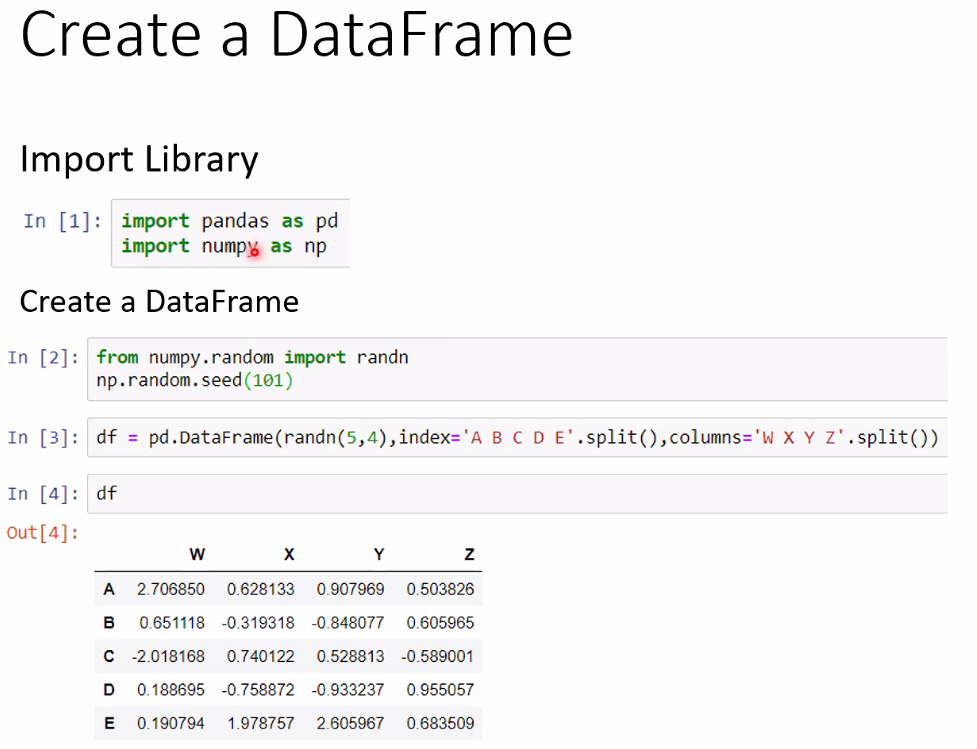 Create a DataFrame
Import Library
In [1]: import pandas as pd
import numpy as np
Create a DataFrame
In [2]: from numpy.random import randn
np.random.seed(101)
In [3]: df = pd.DataFrame(randn(5,4),index='A B C D E'.split(),columns='W X Y Z'.split())
In [4]: df
Out[4]:
W X Y Z
A 2.706850 0.628133 0.907969 0.503826
B 0.651118 -0.319318 -0.848077 0.605965
C -2.018168 0.740122 0.528813 -0.589001
D 0.188695 -0.758872 -0.933237 0.955057
E 0.190794 1.978757 2.605967 0.683509